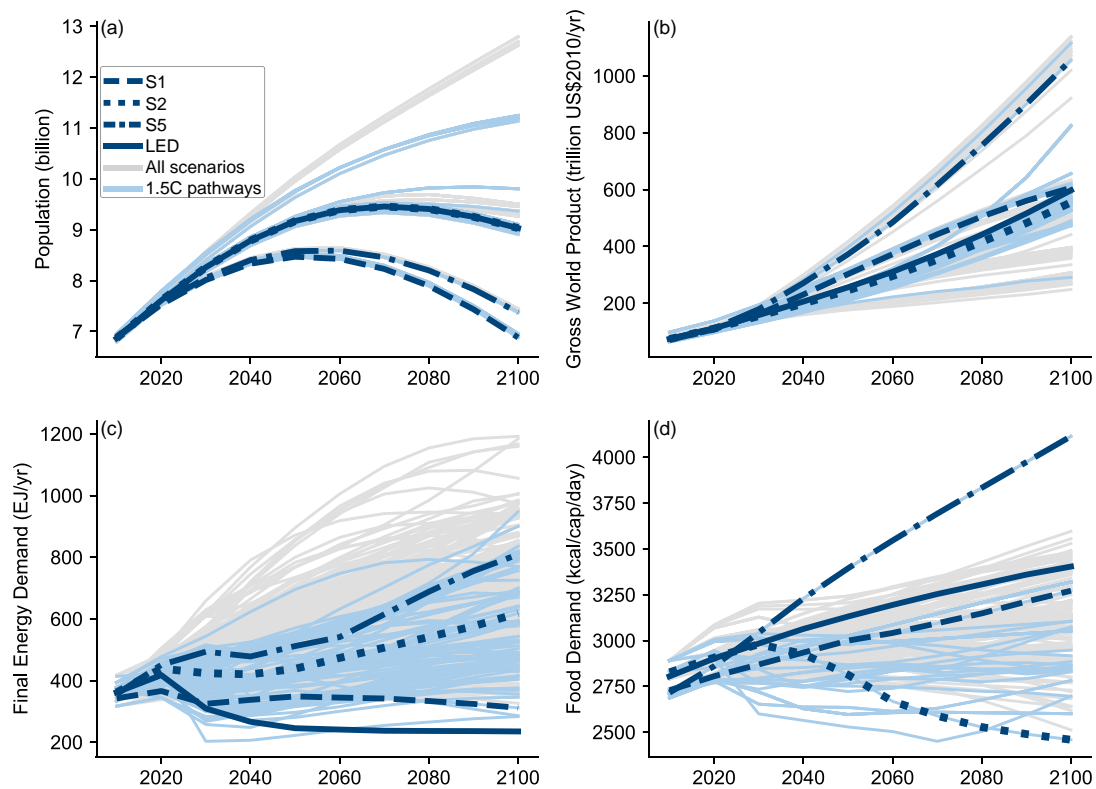 (a)
13
12
11
10
9
8
7
Population (billion)
S1
S2
S5
LED
All scenarios
1.5C pathways
2020 2040 2060 2080 2100
(b)
1000
800
600
400
200
Gross World Product (trillion US$2010/yr)
2020 2040 2060 2080 2100
(c)
1200
1000
800
600
400
200
Final Energy Demand (EJ/yr)
2020 2040 2060 2080 2100
(d)
4000
3750
3500
3250
3000
2750
2500
Food Demand (kcal/cap/day)
2020 2040 2060 2080 2100